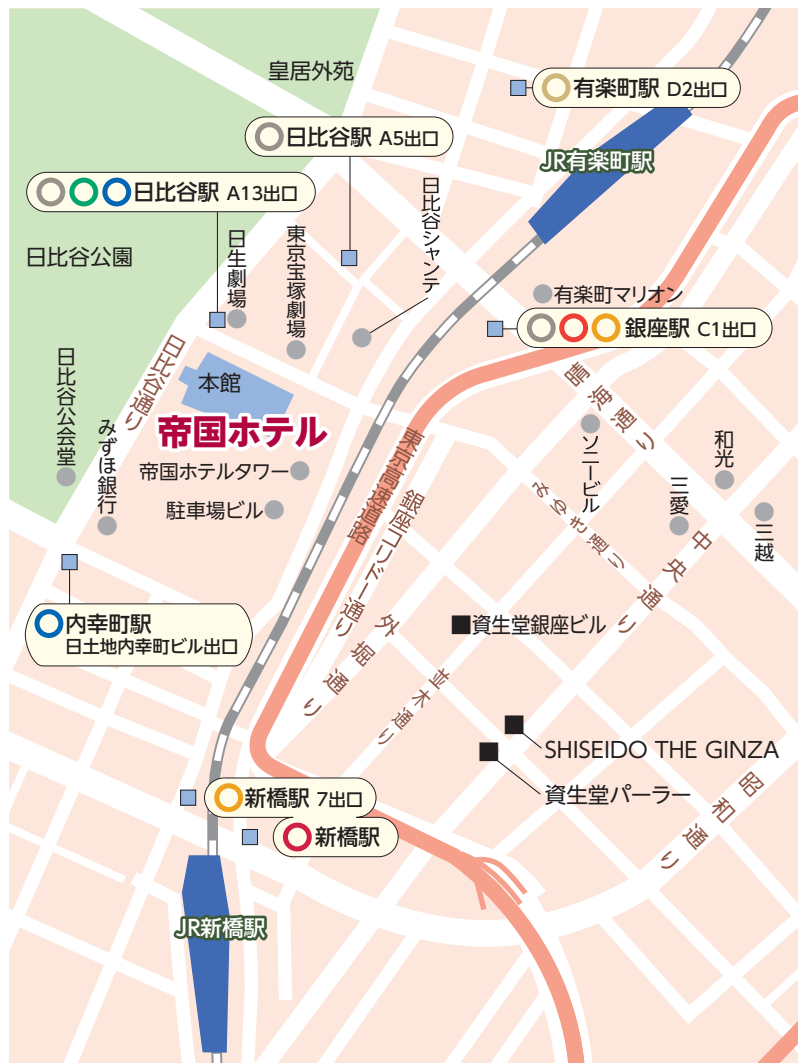 皇居外苑
有楽町駅 D2出口
日比谷駅 A5出口
JR有楽町駅
日比谷駅 A13出口
日比谷シャンテ
日比谷公園
日生劇場
東京宝塚劇場
有楽町マリオン
銀座駅 C1出口
日比谷通り
日比谷公会堂
本館
帝国ホテル
みずほ銀行
帝国ホテルタワー
駐車場ビル
晴海通り
ソニービル
和光
三愛
三越
みゆき通り
中央通り
東京高速道路
銀座コリドー通り
外堀通り
並木通り
内幸町駅
日土地内幸町ビル出口
資生堂銀座ビル
SHISEIDO THE GINZA
資生堂パーラー
昭和通り
新橋駅 7出口
新橋駅
JR新橋駅